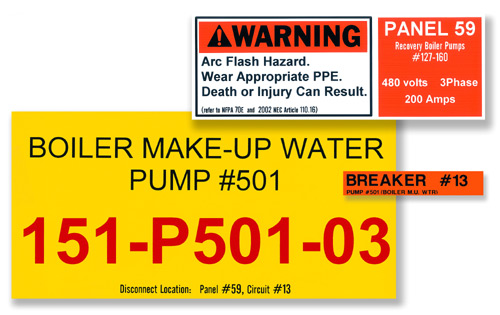 WARNING
Arc Flash Hazard.
Wear Appropriate PPE.
Death or Injury Can Result.
(refer to NFPA 70E and 2002 NEC Article 110.16)
PANEL 59
Recovery Boiler Pumps
#127-160
480 volts 3Phase
200 Amps
BOILER MAKE-UP WATER
PUMP #501
151-P501-03
Disconnect Location: Panel #59, Circuit #13
BREAKER #13
PUMP #501 (BOILER M.U. WTR)